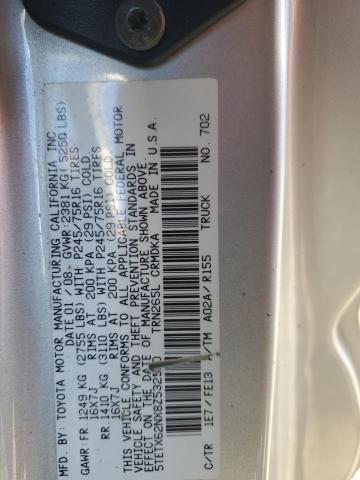 MFD. BY: TOYOTA MOTOR MANUFACTURING CALIFORNIA INC.
DATE 01 / 08 GVWR: 2381 KG ( 5250 LBS)
GAWR: FR 1249 KG (2755 LBS) WITH P245/75R16 TIRES
16X7J RIMS AT 200 KPA (29 PSI) COLD
RR 1410 KG (3110 LBS) WITH P245/75R16 TIRES
16X7J RIMS AT 200 KPA (29 PSI) COLD
THIS VEHICLE CONFORMS TO ALL APPLICABLE FEDERAL MOTOR
VEHICLE SAFETY AND THEFT PREVENTION STANDARDS IN
EFFECT ON THE DATE OF MANUFACTURE SHOWN ABOVE.
MADE IN U.S.A.
TRN265L-CRMDKA
C/TR 1E7 / FE13 /TM A02A/ R155 TRUCK NO. 702